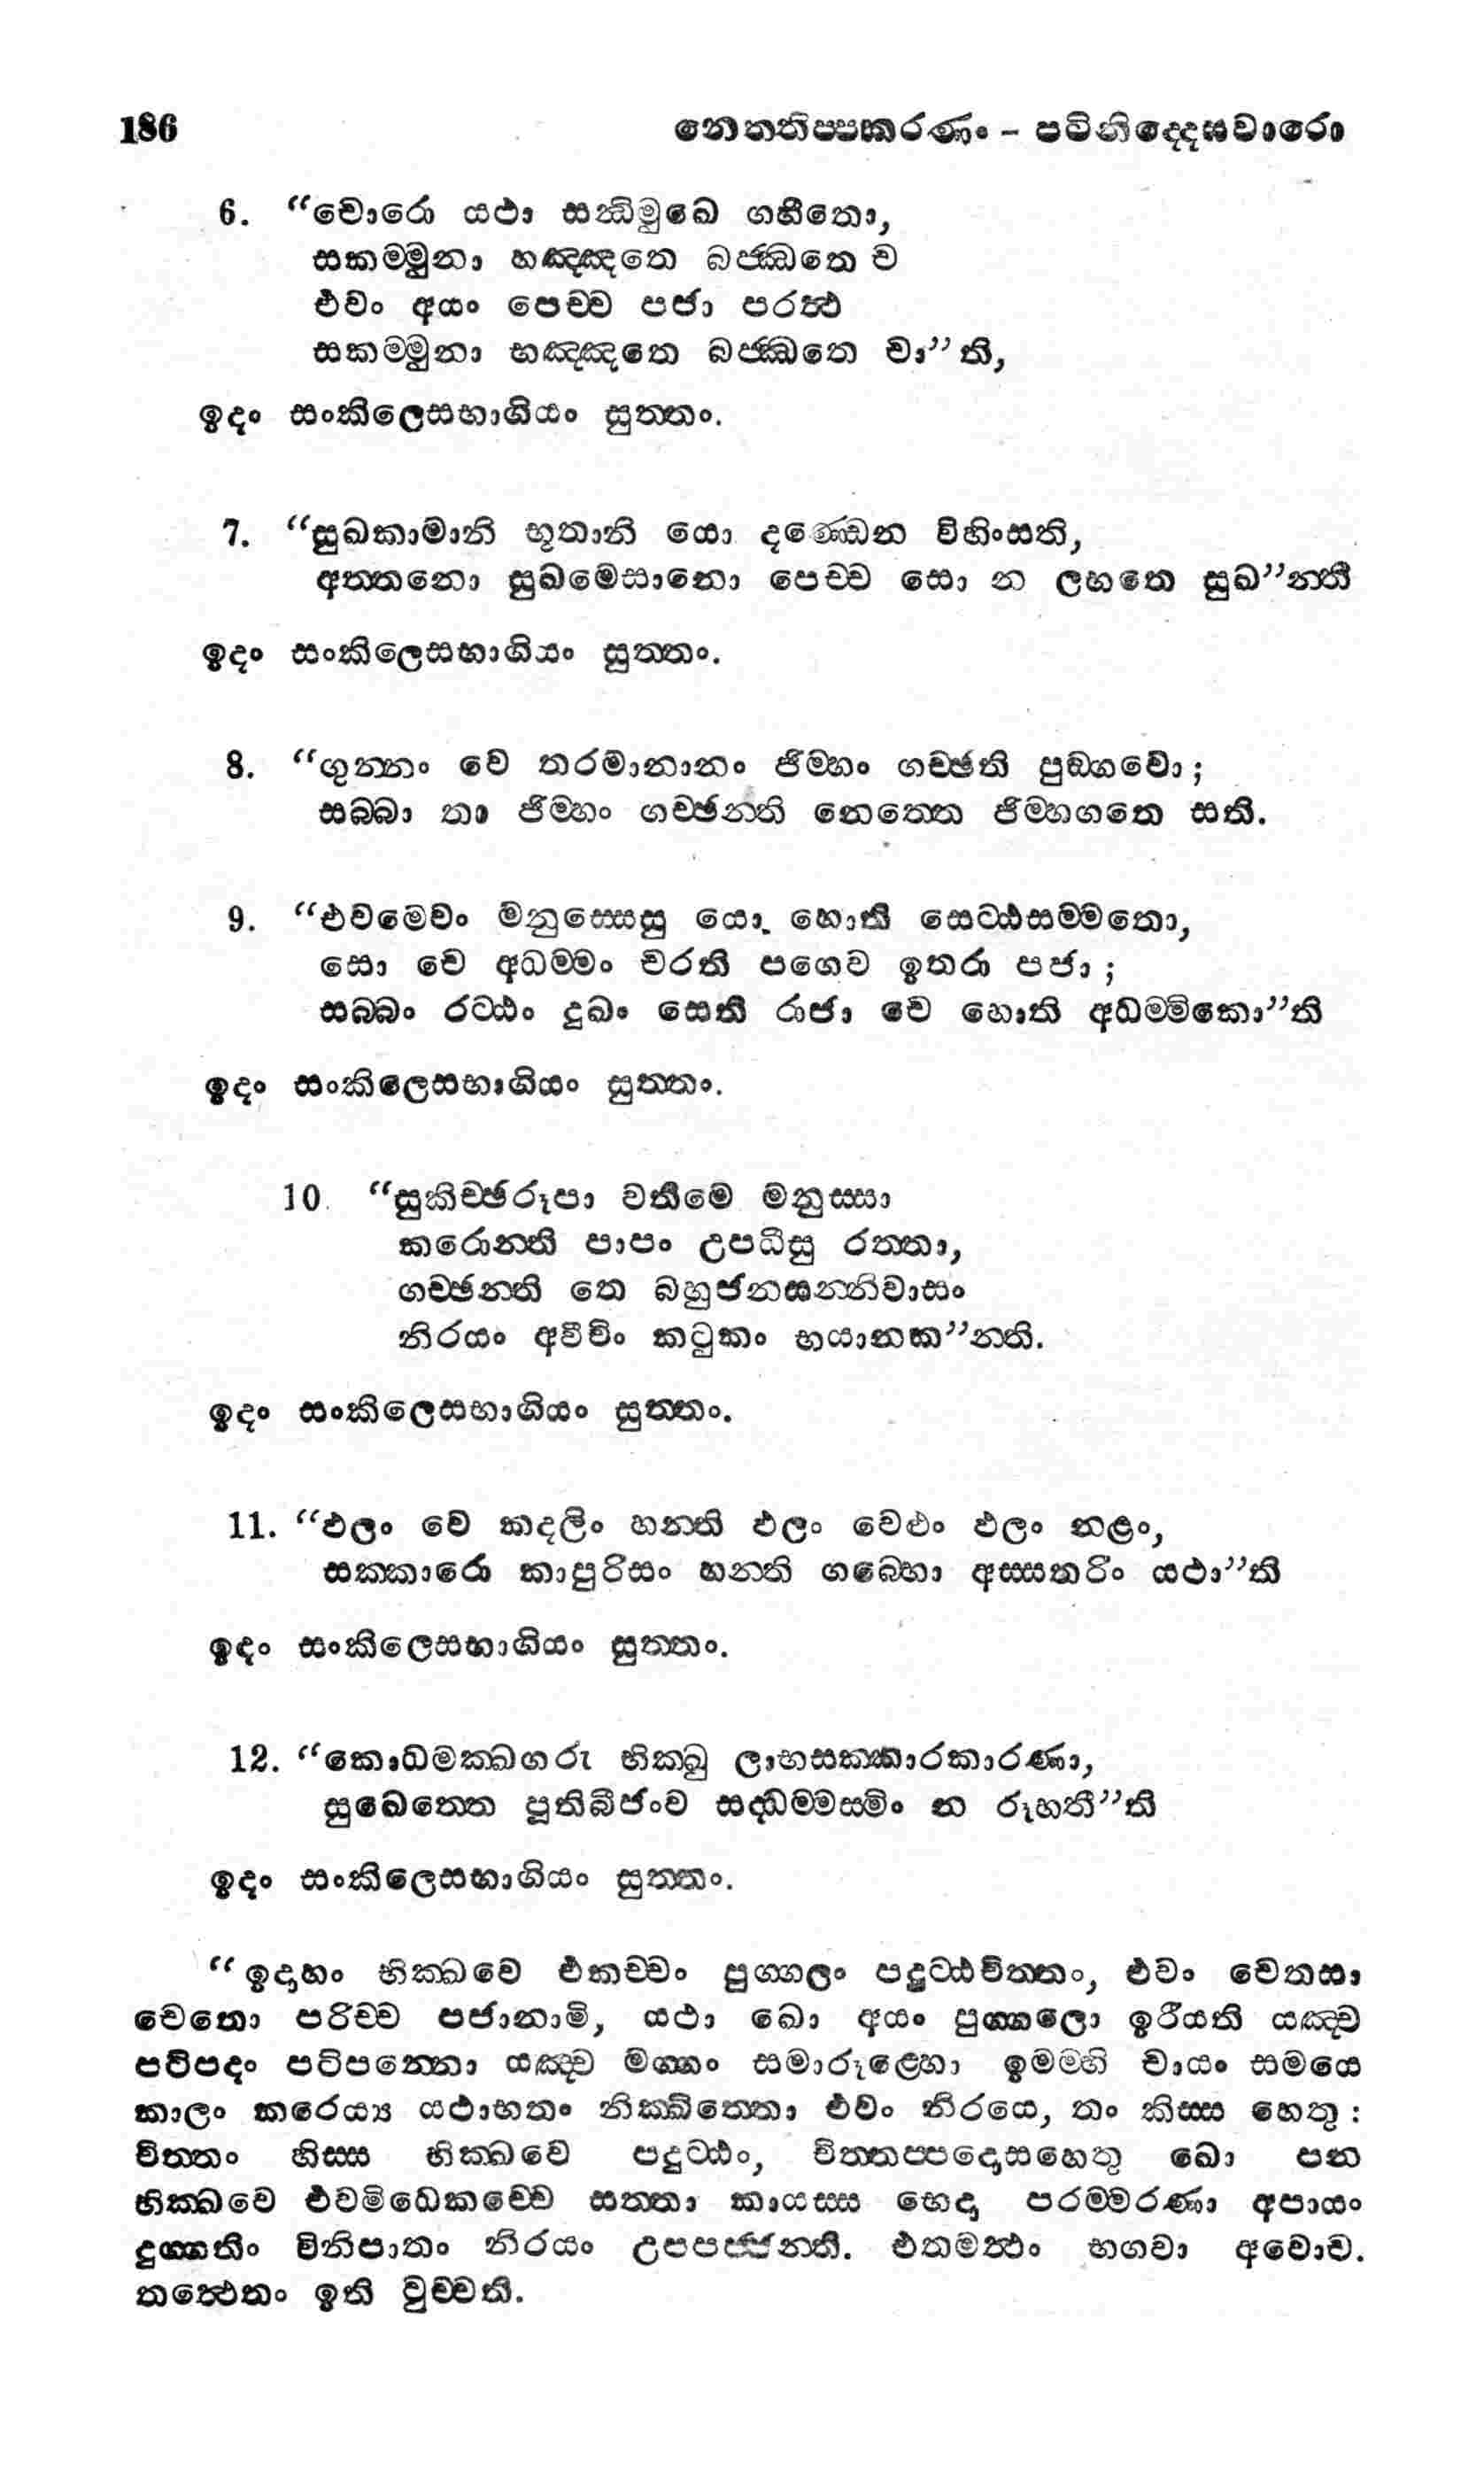 186 නෙත්තිප්පකරණං - පටිනිද්දෙසවාරො
6. “චොරො යථා සන්ධිමුඛෙ ගහීතො,
සකම්මුනා හඤ්ඤතෙ බජ්ඣතෙ ච
එවං අයං පෙච්ච පජා පරත්ථ
සකම්මුනා හඤ්ඤතෙ බජ්ඣතෙ චා”ති,
ඉදං සංකිලෙසභාගියං සුත්තං.
7. “සුඛකාමානි භූතානි යො දණ්ඩෙන විහිංසති,
අත්තනො සුඛමෙසානො පෙච්ච සො න ලභතෙ සුඛ”න්ති
ඉදං සංකිලෙසභාගියං සුත්තං.
8. “ගුන්නං වෙ තරමානානං ජිම්හං ගච්ඡති පුඞ්ගවො;
සබ්බා තා ජිම්හං ගච්ඡන්ති නෙත්තෙ ජිම්හගතෙ සති.
9. “එවමෙවං මනුස්සෙසු යො හොති සෙට්ඨසම්මතො,
සො චෙ අධම්මං චරති පගෙව ඉතරා පජා;
සබ්බං රට්ඨං දුඛං සෙති රාජා චෙ හොති අධම්මිකො”ති
ඉදං සංකිලෙසභාගියං සුත්තං.
10. “සුකිච්ඡරූපා වතිමෙ මනුස්සා
කරොන්ති පාපං උපධීසු රත්තා,
ගච්ඡන්ති තෙ බහුජනසන්නිවාසං
නිරයං අවීචිං කටුකං භයානක”න්ති.
ඉදං සංකිලෙසභාගියං සුත්තං.
11. “ඵලං වෙ කදලිං හන්ති ඵලං වෙළුං ඵලං නළං,
සක්කාරො කාපුරිසං හන්ති ගබ්භො අස්සතරිං යථා”ති
ඉදං සංකිලෙසභාගියං සුත්තං.
12. “කොධමක්ඛගරු භික්ඛු ලාභසක්කාරකාරණා,
සුඛෙත්තෙ පූතිබීජංව සද්ධම්මස්මිං න රූහතී”ති
ඉදං සංකිලෙසභාගියං සුත්තං.
“ඉදාහං භික්ඛවෙ එකච්චං පුග්ගලං පදුට්ඨචිත්තං, එවං චෙතසා
චෙතො පරිච්ච පජානාමි, යථා ඛො අයං පුග්ගලො ඉරීයති යඤ්ච
පටිපදං පටිපන්නො යඤ්ච මග්ගං සමාරූළ්හො ඉමම්හි චායං සමයෙ
කාලං කරෙය්‍ය යථාභතං නික්ඛිත්තො එවං නිරයෙ, තං කිස්ස හෙතු:
චිත්තං හිස්ස භික්ඛවෙ පදුට්ඨං, චිත්තප්පදොසහෙතු ඛො පන
භික්ඛවෙ එවමිධෙකච්චෙ සත්තා කායස්ස භෙදා පරම්මරණා අපායං
දුග්ගතිං විනිපාතං නිරයං උපපජ්ජන්ති. එතමත්ථං භගවා අවොච.
තත්ථෙතං ඉති වුච්චති.